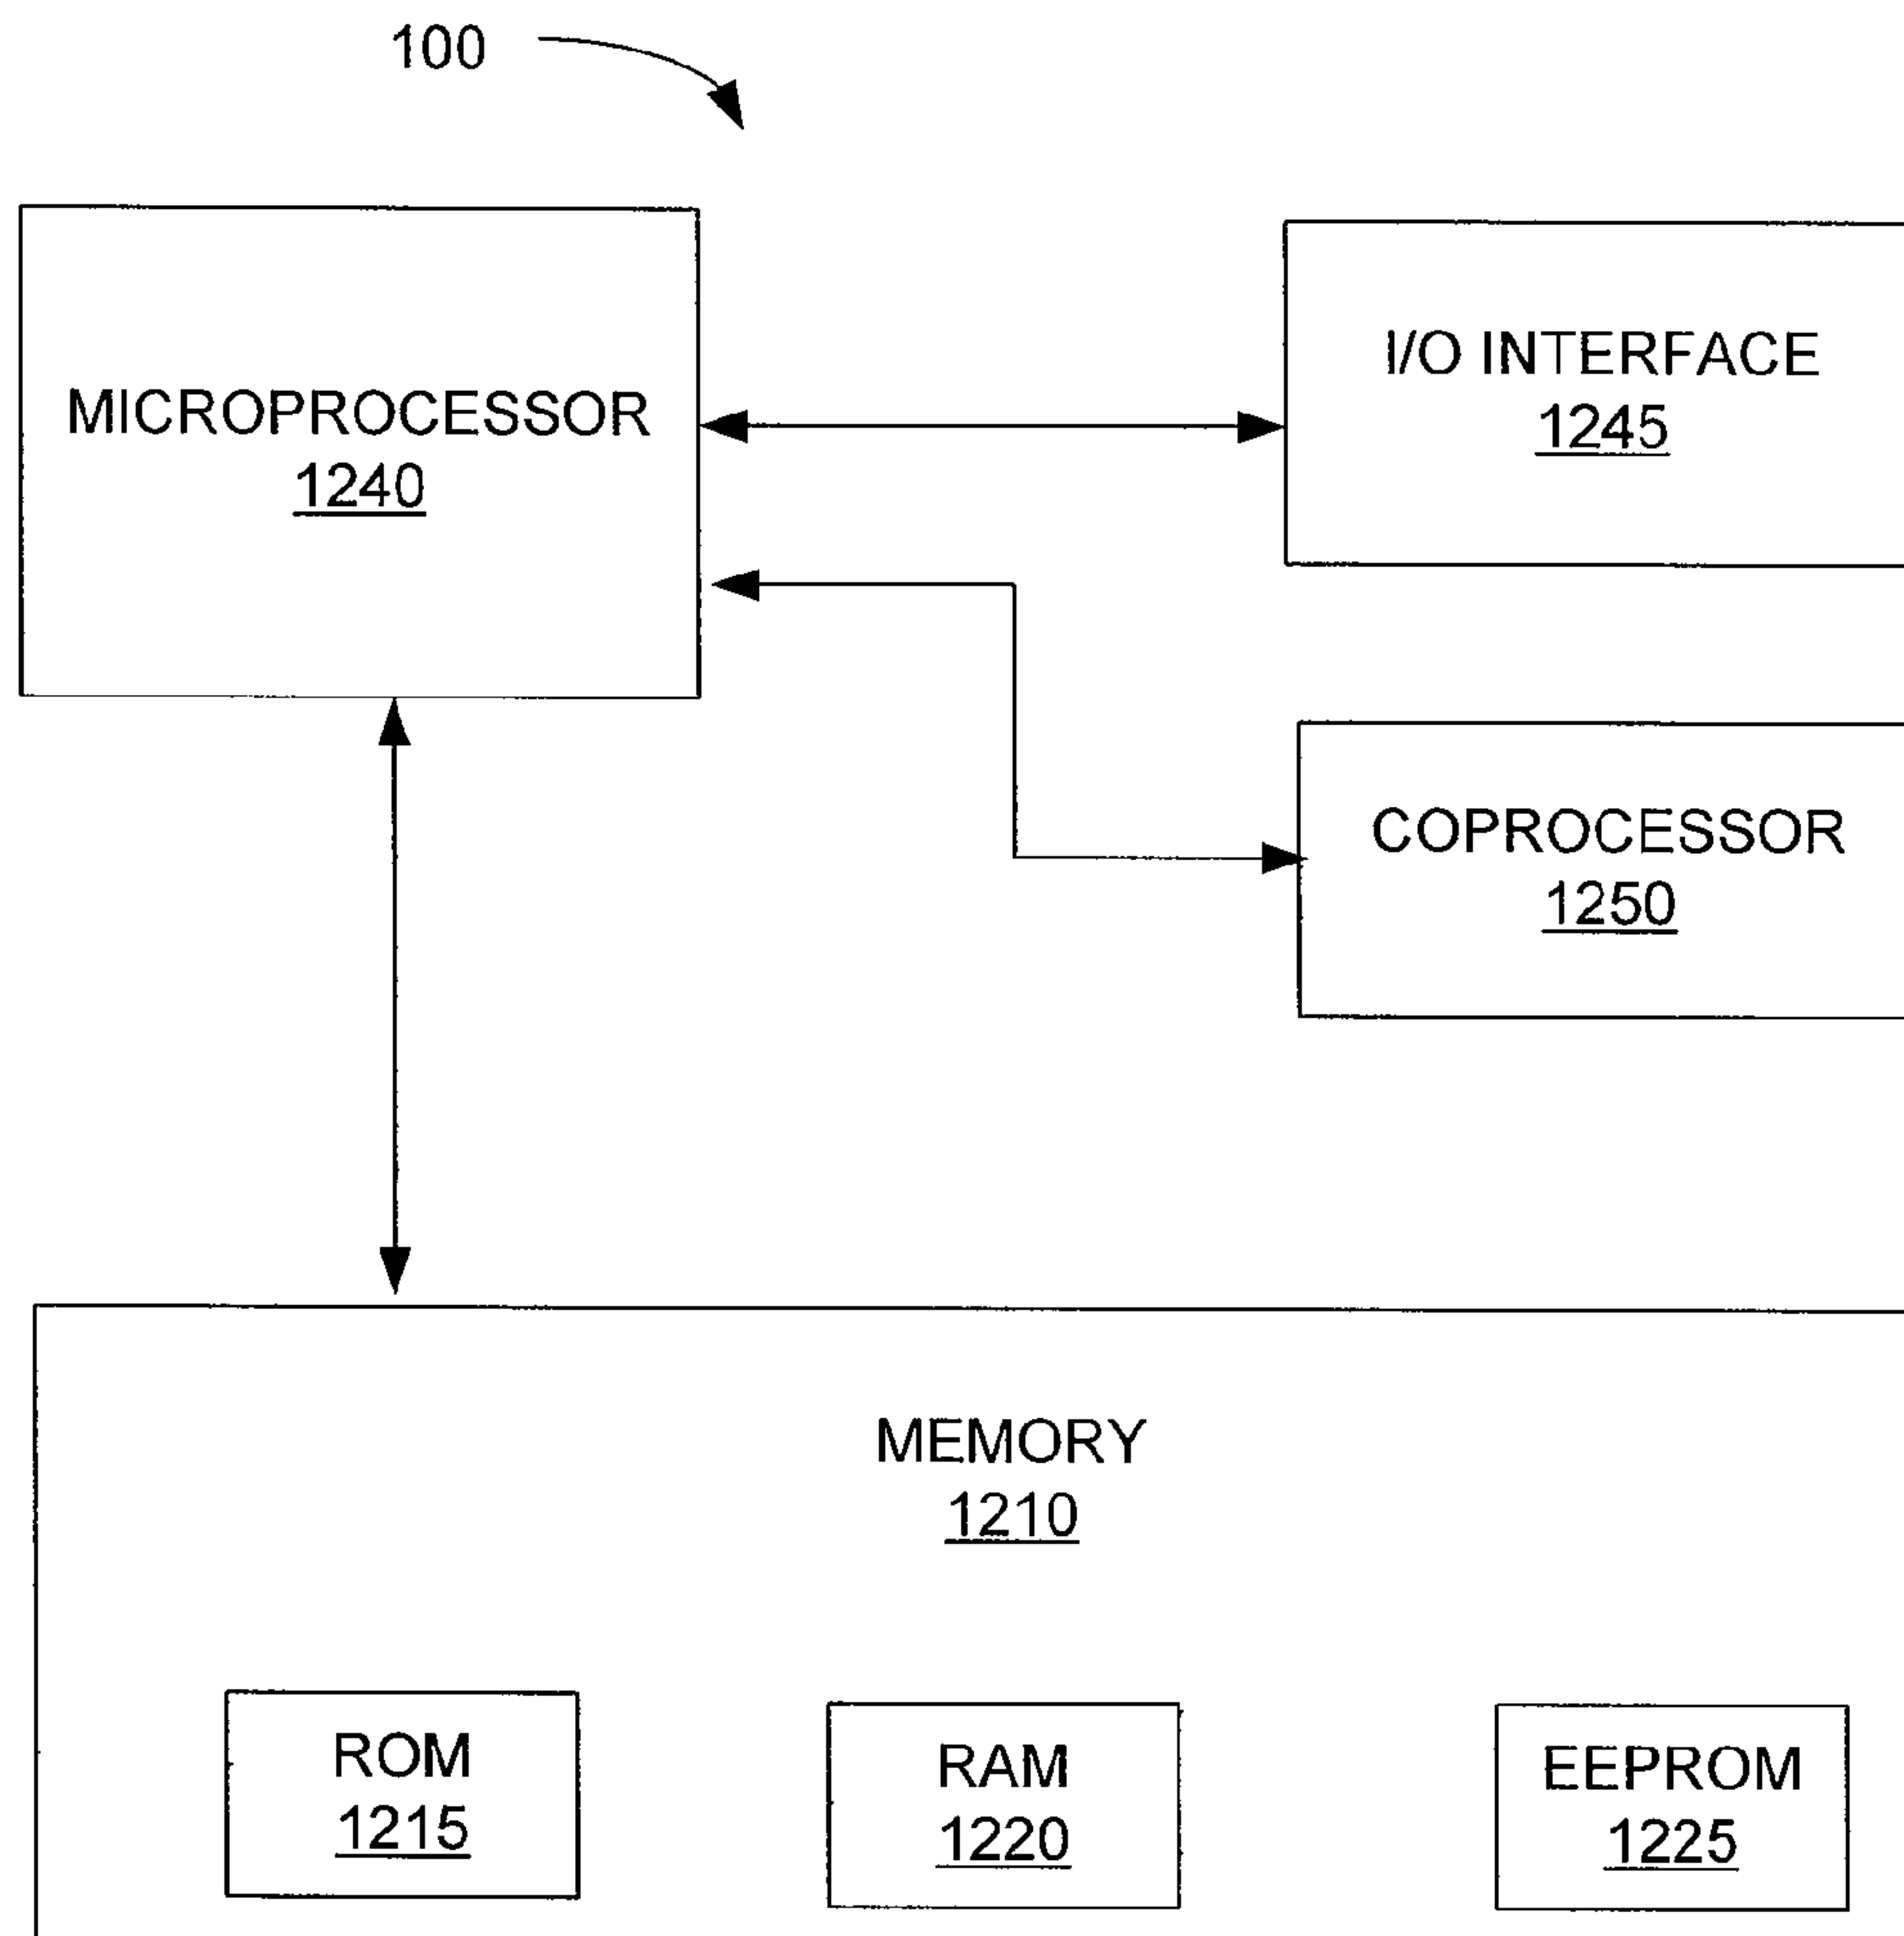 100
MICROPROCESSOR
1240
I/O INTERFACE
1245
COPROCESSOR
1250
MEMORY
1210
ROM
1215
RAM
1220
EEPROM
1225